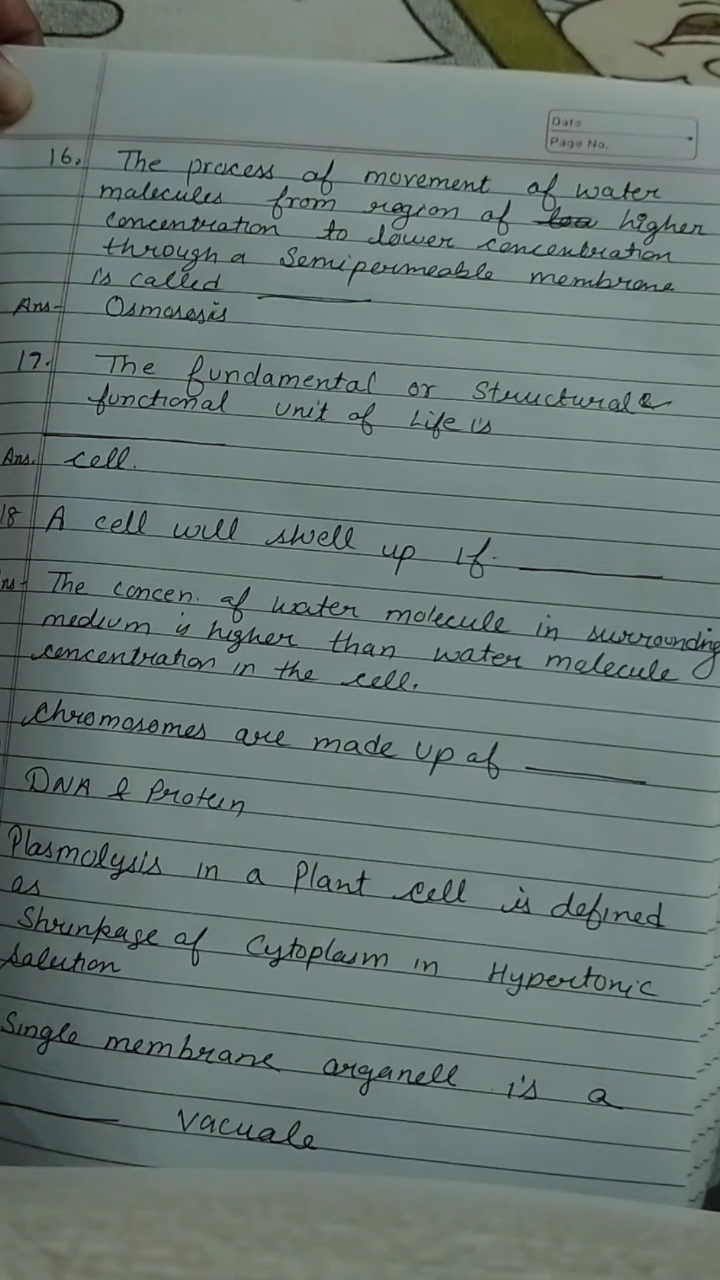 Date
Page No.
16. The process of movement of water
molecules from region of higher
concentration to lower concentration
through a semipermeable membrane
is called ______
Ans- Osmosesis
17. The fundamental or structural &
functional unit of Life is
______
Ans. cell.
18 A cell will swell up if ______
ns- The concen. of water molecule in surrounding
medium is higher than water molecule
concentration in the cell.
Chromosomes are made up of ______
DNA & Protein
Plasmolysis in a Plant cell is defined
as
Shrinkage of Cytoplasm in Hypertonic
solution
Single membrane organell is a
______ vacuole